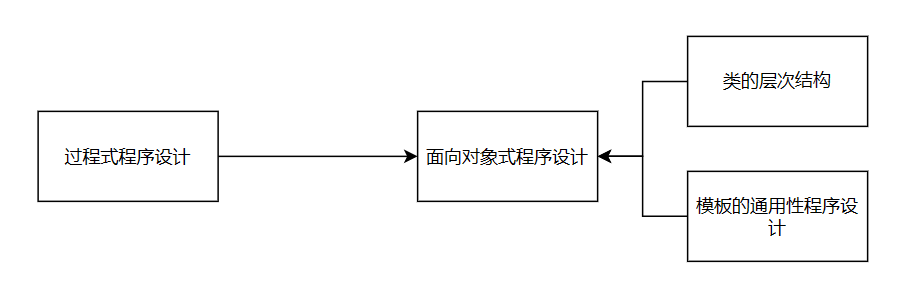 类的层次结构
过程式程序设计
面向对象式程序设计
模板的通用性程序设
计